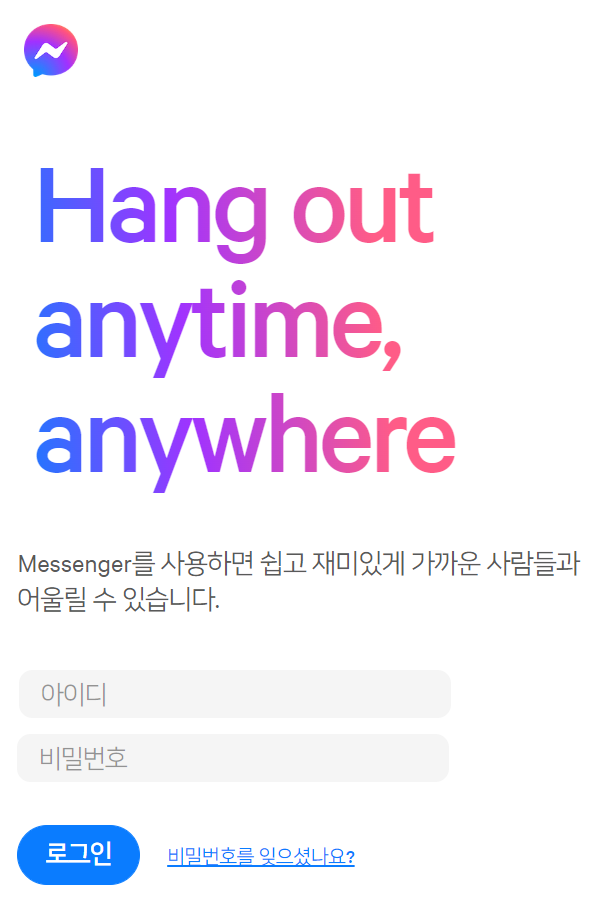 Hang out
anytime,
anywhere
Messenger를 사용하면 쉽고 재미있게 가까운 사람들과
어울릴 수 있습니다.
아이디
비밀번호
로그인
비밀번호를 잊으셨나요?